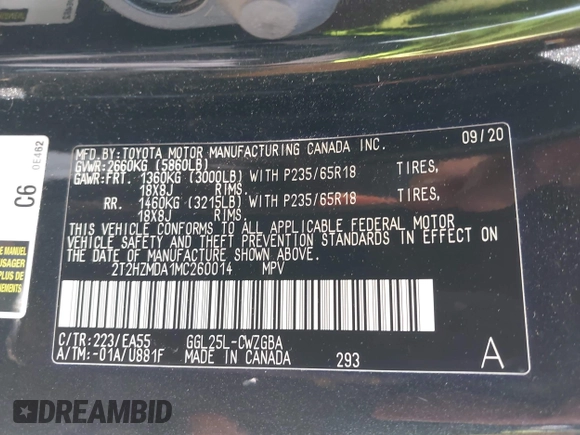 MFD.BY:TOYOTA MOTOR MANUFACTURING CANADA INC. 09/20
GVWR:2660KG (5860LB)
GAWR:FRT. 1360KG (3000LB) WITH P235/65R18 TIRES,
18X8J RIMS.
RR. 1460KG (3215LB) WITH P235/65R18 TIRES,
18X8J RIMS.
THIS VEHICLE CONFORMS TO ALL APPLICABLE FEDERAL MOTOR
VEHICLE SAFETY AND THEFT PREVENTION STANDARDS IN EFFECT
ON THE DATE OF MANUFACTURE SHOWN ABOVE.
2T2HZMDA1MC260014 MPV
C/TR:223/EA55 GGL25L-CWZGBA
A/TM:-01A/U881F MADE IN CANADA 293 A
C6
0E462
DREAMBID